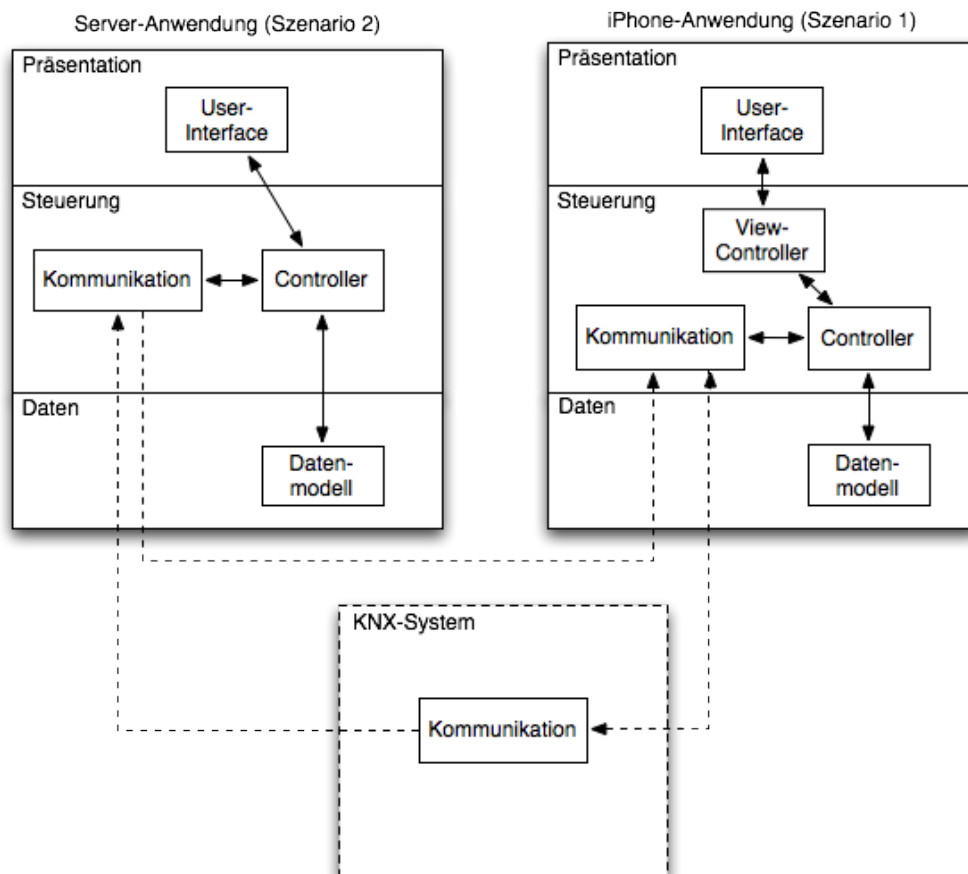 Server-Anwendung (Szenario 2)
Präsentation
User-
Interface
Steuerung
Kommunikation
Controller
Daten
Daten-
modell
iPhone-Anwendung (Szenario 1)
Präsentation
User-
Interface
Steuerung
View-
Controller
Kommunikation
Controller
Daten
Daten-
modell
KNX-System
Kommunikation